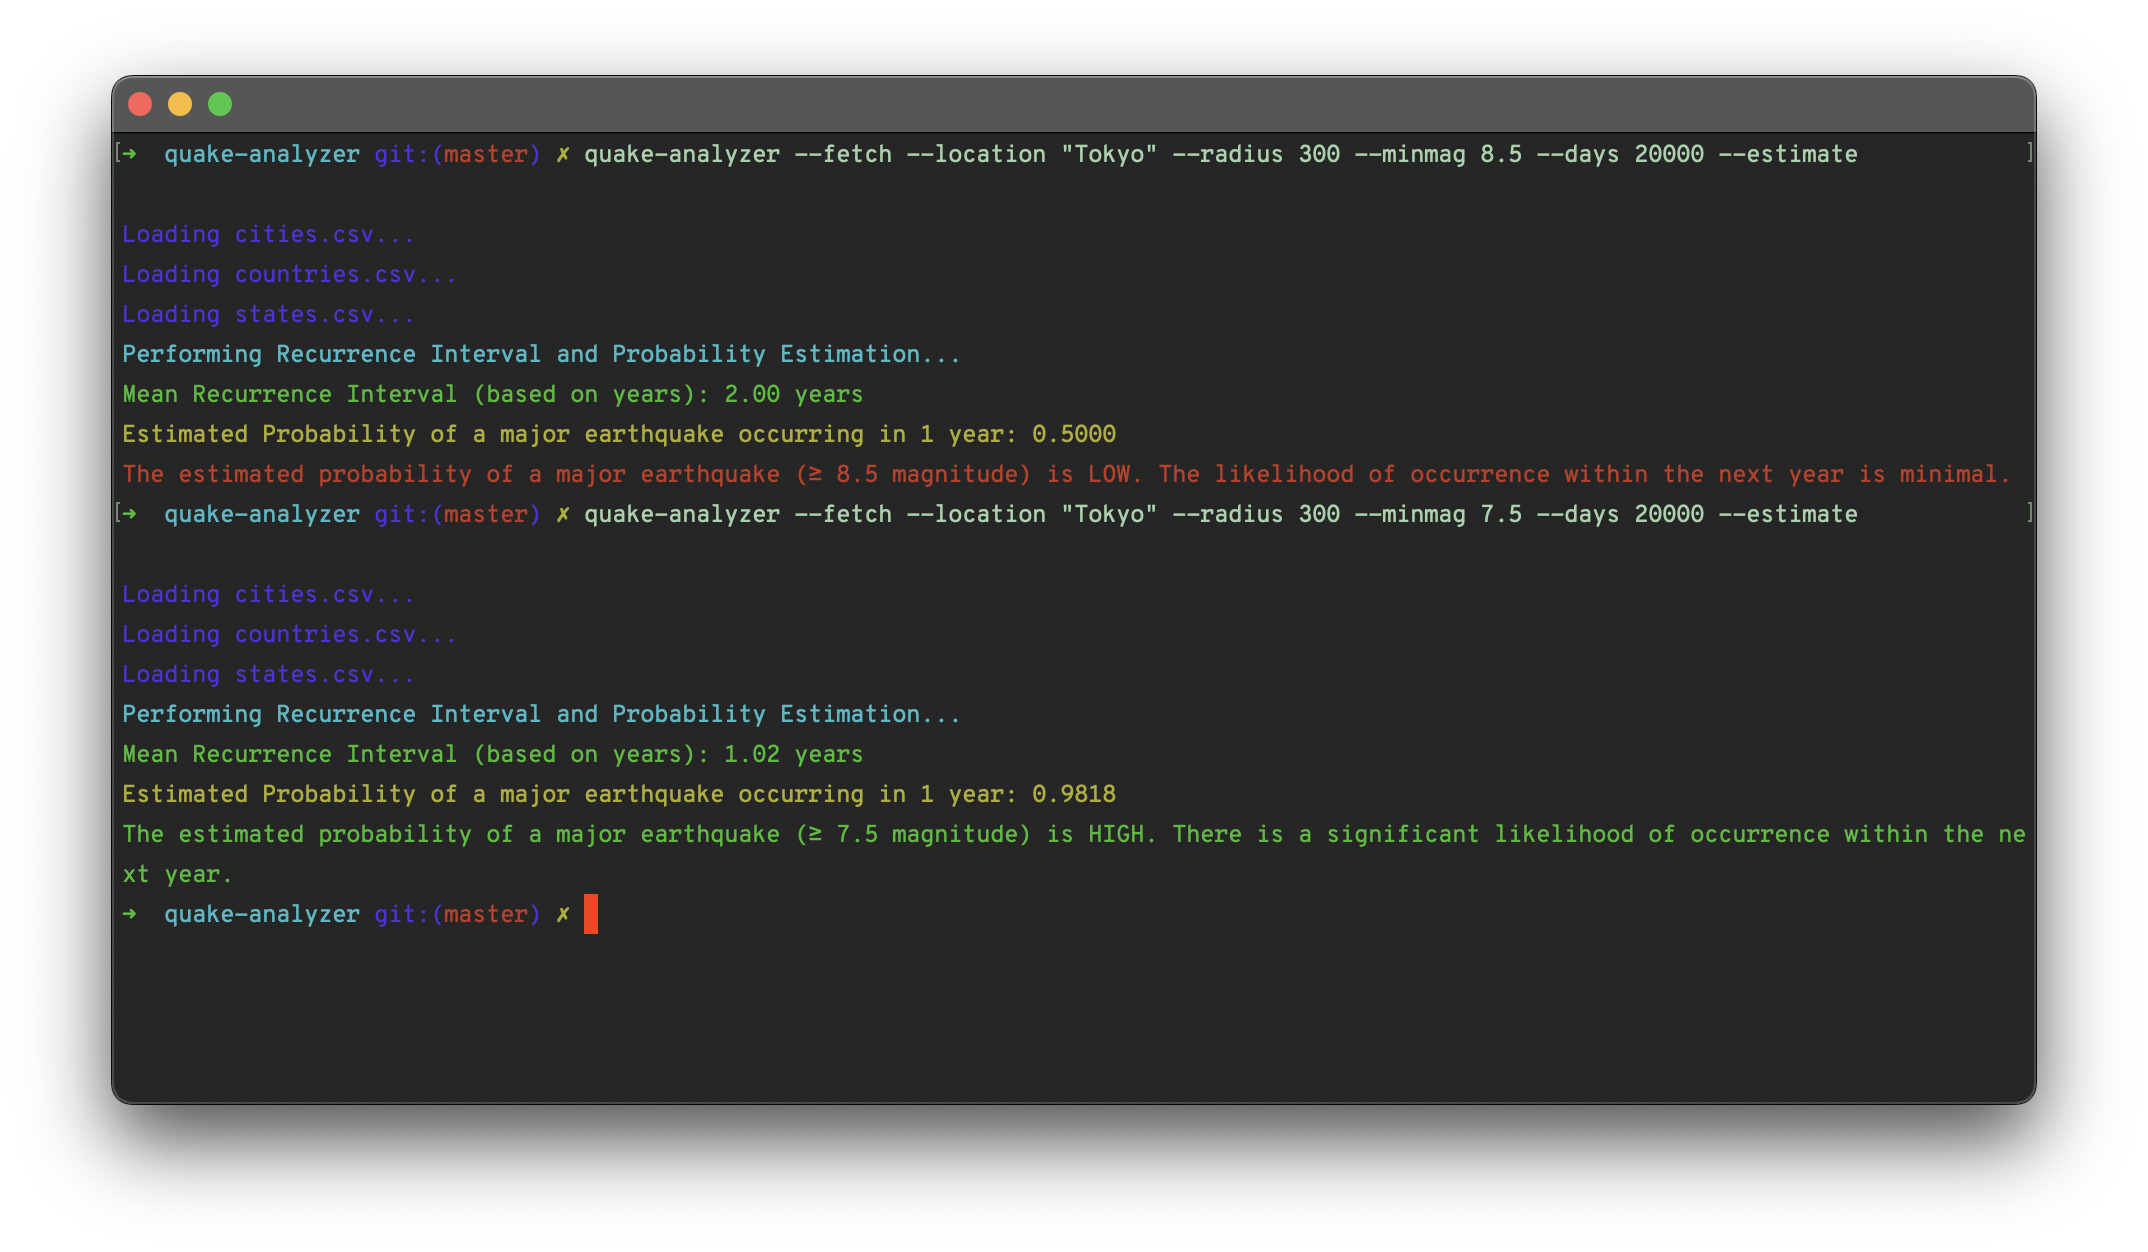 [➜  quake-analyzer git:(master) ✗ quake-analyzer --fetch --location "Tokyo" --radius 300 --minmag 8.5 --days 20000 --estimate ]
Loading cities.csv...
Loading countries.csv...
Loading states.csv...
Performing Recurrence Interval and Probability Estimation...
Mean Recurrence Interval (based on years): 2.00 years
Estimated Probability of a major earthquake occurring in 1 year: 0.5000
The estimated probability of a major earthquake (≥ 8.5 magnitude) is LOW. The likelihood of occurrence within the next year is minimal.
[➜  quake-analyzer git:(master) ✗ quake-analyzer --fetch --location "Tokyo" --radius 300 --minmag 7.5 --days 20000 --estimate ]
Loading cities.csv...
Loading countries.csv...
Loading states.csv...
Performing Recurrence Interval and Probability Estimation...
Mean Recurrence Interval (based on years): 1.02 years
Estimated Probability of a major earthquake occurring in 1 year: 0.9818
The estimated probability of a major earthquake (≥ 7.5 magnitude) is HIGH. There is a significant likelihood of occurrence within the ne
xt year.
➜  quake-analyzer git:(master) ✗